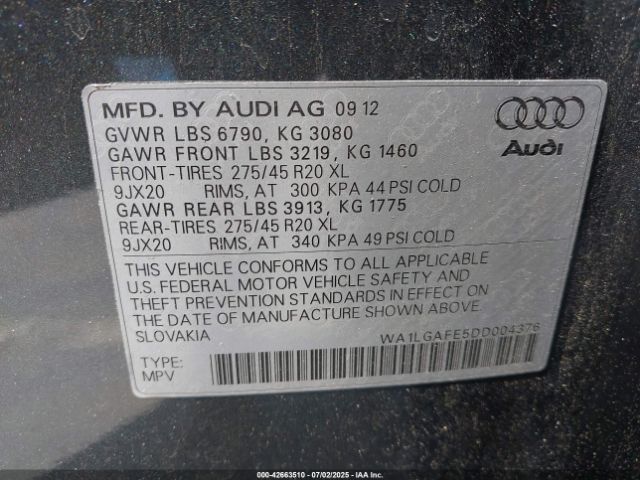 MFD. BY AUDI AG 09 12
GVWR LBS 6790, KG 3080
GAWR FRONT LBS 3219, KG 1460
FRONT-TIRES 275/45 R20 XL
9JX20 RIMS, AT 300 KPA 44 PSI COLD
GAWR REAR LBS 3913, KG 1775
REAR-TIRES 275/45 R20 XL
9JX20 RIMS, AT 340 KPA 49 PSI COLD
Audi
THIS VEHICLE CONFORMS TO ALL APPLICABLE
U.S. FEDERAL MOTOR VEHICLE SAFETY AND
THEFT PREVENTION STANDARDS IN EFFECT ON
THE DATE OF MANUFACTURE SHOWN ABOVE.
SLOVAKIA WA1LGAFE5DD004376
TYPE:
MPV
000-42663510 - 07/02/2025 - IAA Inc.